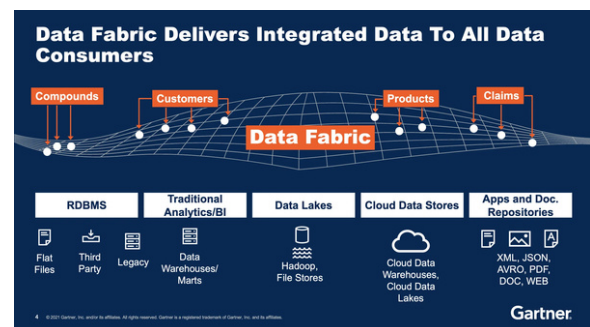 Data Fabric Delivers Integrated Data To All Data
Consumers
Compounds
Customers
Products
Claims
Data Fabric
RDBMS
Traditional
Analytics/BI
Data Lakes
Cloud Data Stores
Apps and Doc.
Repositories
Flat
Files
Third
Party
Legacy
Data
Warehouses/
Marts
Hadoop,
File Stores
Cloud Data
Warehouses,
Cloud Data
Lakes
XML, JSON,
AVRO, PDF,
DOC, WEB
4 © 2021 Gartner, Inc. and/or its affiliates. All rights reserved. Gartner is a registered trademark of Gartner, Inc. and its affiliates.
Gartner